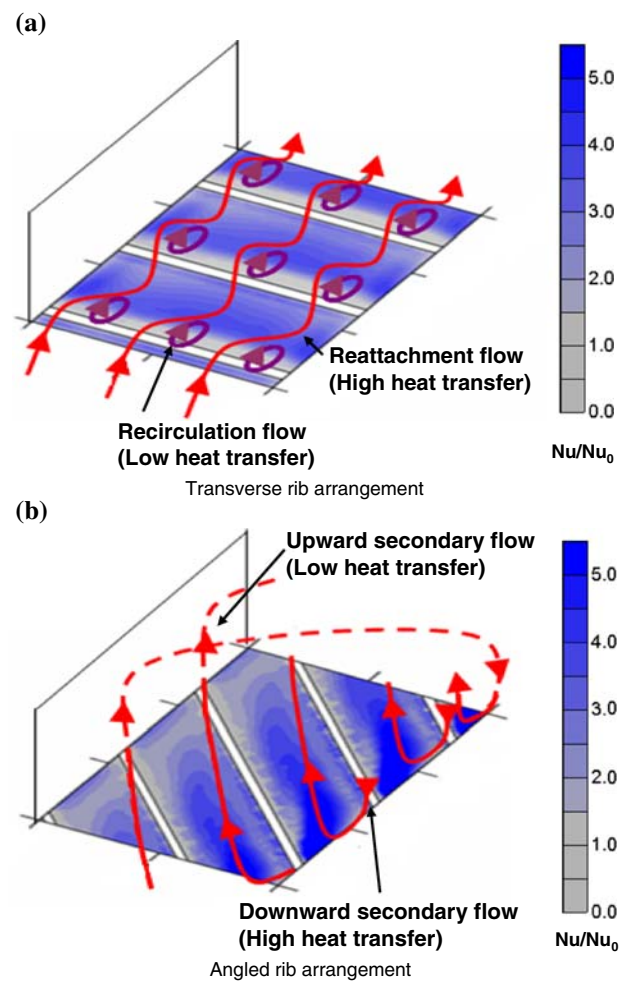 (a)
5.0
4.0
3.0
2.0
1.0
0.0
Nu/Nu0
Reattachment flow
(High heat transfer)
Recirculation flow
(Low heat transfer)
Transverse rib arrangement
(b)
Upward secondary flow
(Low heat transfer)
5.0
4.0
3.0
2.0
1.0
0.0
Nu/Nu0
Downward secondary flow
(High heat transfer)
Angled rib arrangement